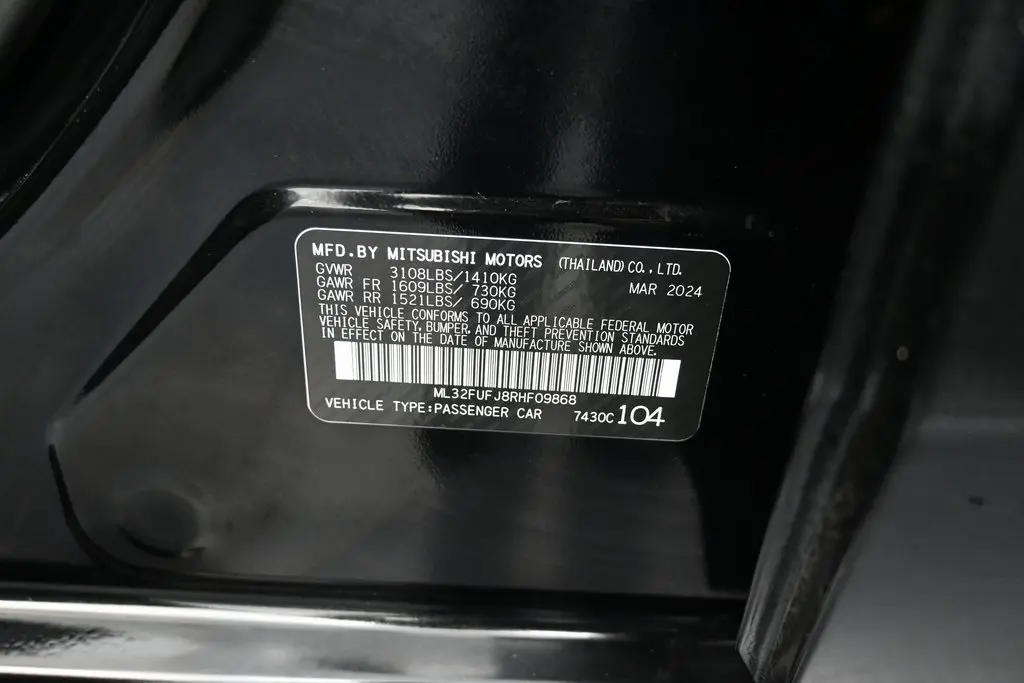 MFD.BY MITSUBISHI MOTORS (THAILAND) CO.,LTD.
GVWR 3108LBS/1410KG MAR 2024
GAWR FR 1609LBS/ 730KG
GAWR RR 1521LBS/ 690KG
THIS VEHICLE CONFORMS TO ALL APPLICABLE FEDERAL MOTOR
VEHICLE SAFETY, BUMPER, AND THEFT PREVENTION STANDARDS
IN EFFECT ON THE DATE OF MANUFACTURE SHOWN ABOVE.
ML32FUFJ8RHF09868
VEHICLE TYPE:PASSENGER CAR 7430C 104